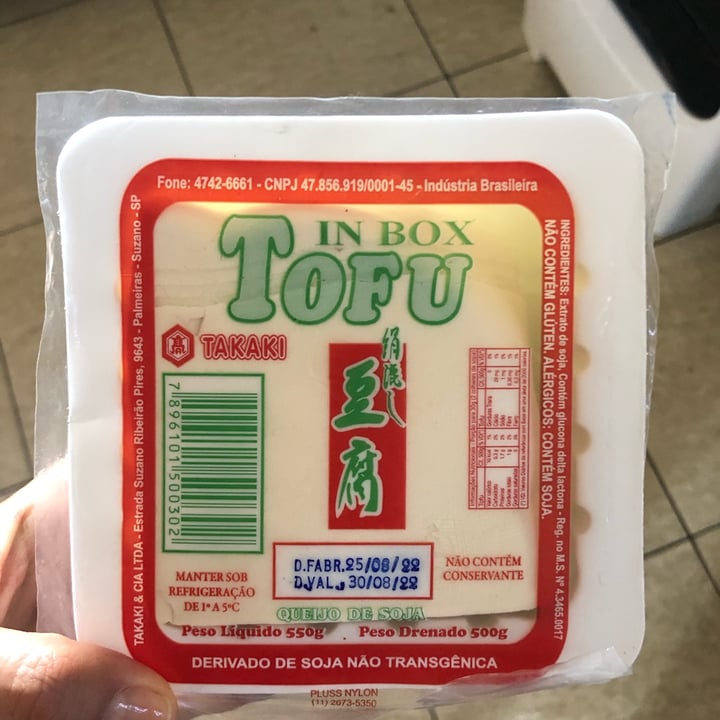 Fone: 4742-6661 - CNPJ 47.856.919/0001-45 - Indústria Brasileira
TAKAKI & CIA LTDA - Estrada Suzano Ribeirão Pires, 9643 - Palmeiras - Suzano - SP
IN BOX
TOFU
TAKAKI
絹漉し
豆腐
7896101500302
INGREDIENTES: Extrato de soja, Contém glucona delta lactona - Reg. no M.S. Nº 4.3465.0017
NÃO CONTÉM GLÚTEN. ALÉRGICOS: CONTÉM SOJA.
D.FABR.25/08/22
D.VAL. 30/08/22
MANTER SOB
REFRIGERAÇÃO
DE 1º A 5ºC
NÃO CONTÉM
CONSERVANTE
QUEIJO DE SOJA
Peso Líquido 550g Peso Drenado 500g
DERIVADO DE SOJA NÃO TRANSGÊNICA
PLUSS NYLON
(11) 2673-5350